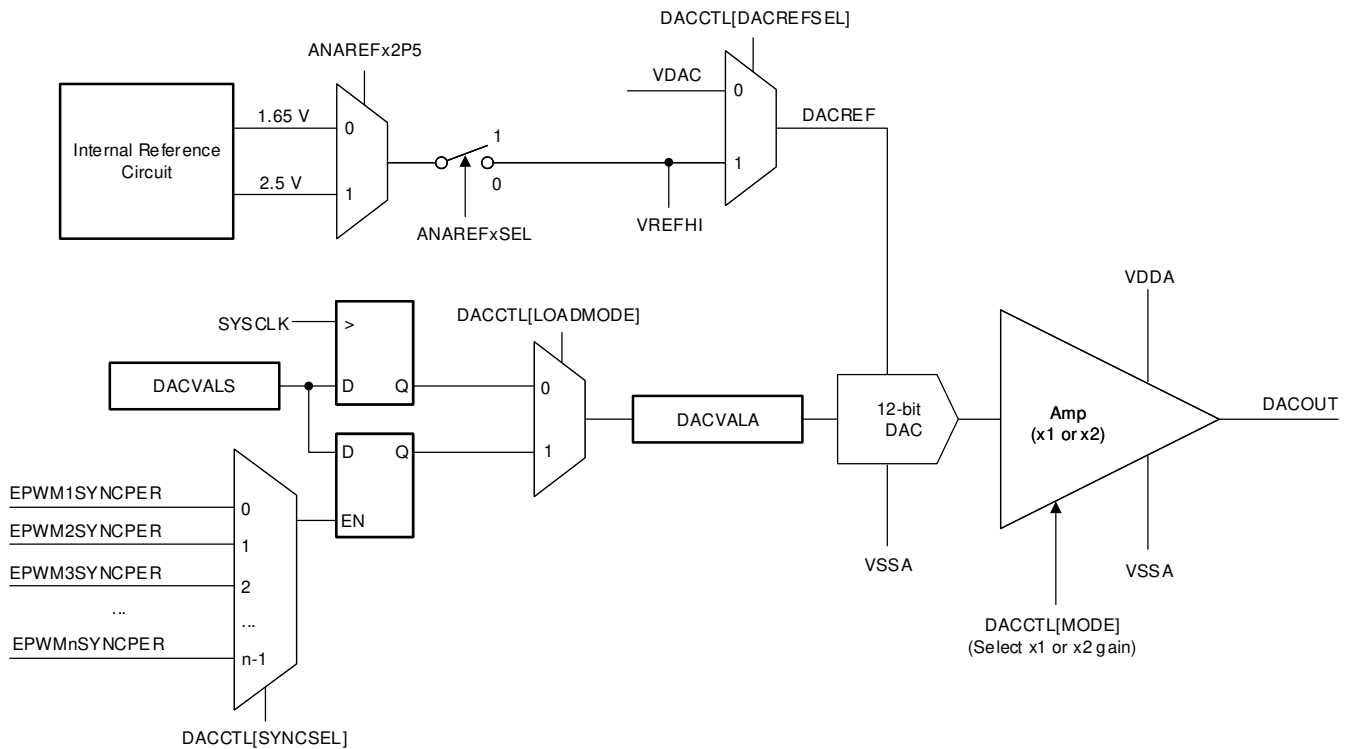 DACCTL[DACREFSEL]
ANAREFx2P5
VDAC
0
DACREF
1.65 V
0
1
Internal Reference
Circuit
2.5 V
1
0
1
ANAREFxSEL
VREFHI
VDDA
SYSCLK
>
DACCTL[LOADMODE]
DACVALS
D
Q
0
DACVALA
12-bit
DAC
Amp
(x1 or x2)
DACOUT
D
Q
1
EPWM1SYNCPER
0
EN
EPWM2SYNCPER
1
EPWM3SYNCPER
2
...
...
EPWMnSYNCPER
n-1
VSSA
VSSA
DACCTL[MODE]
(Select x1 or x2 gain)
DACCTL[SYNCSEL]